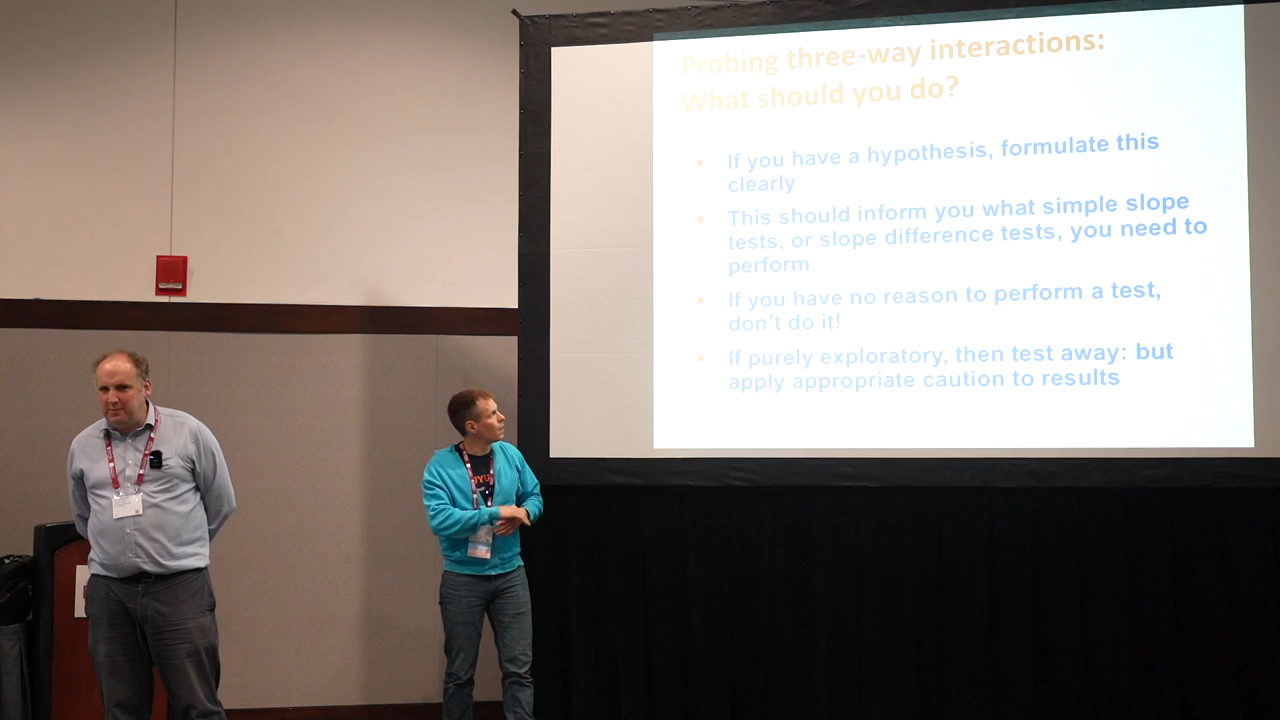 Probing three-way interactions:
What should you do?
If you have a hypothesis, formulate this
clearly
This should inform you what simple slope
tests, or slope difference tests, you need to
perform
If you have no reason to perform a test,
don't do it!
If purely exploratory, then test away: but
apply appropriate caution to results